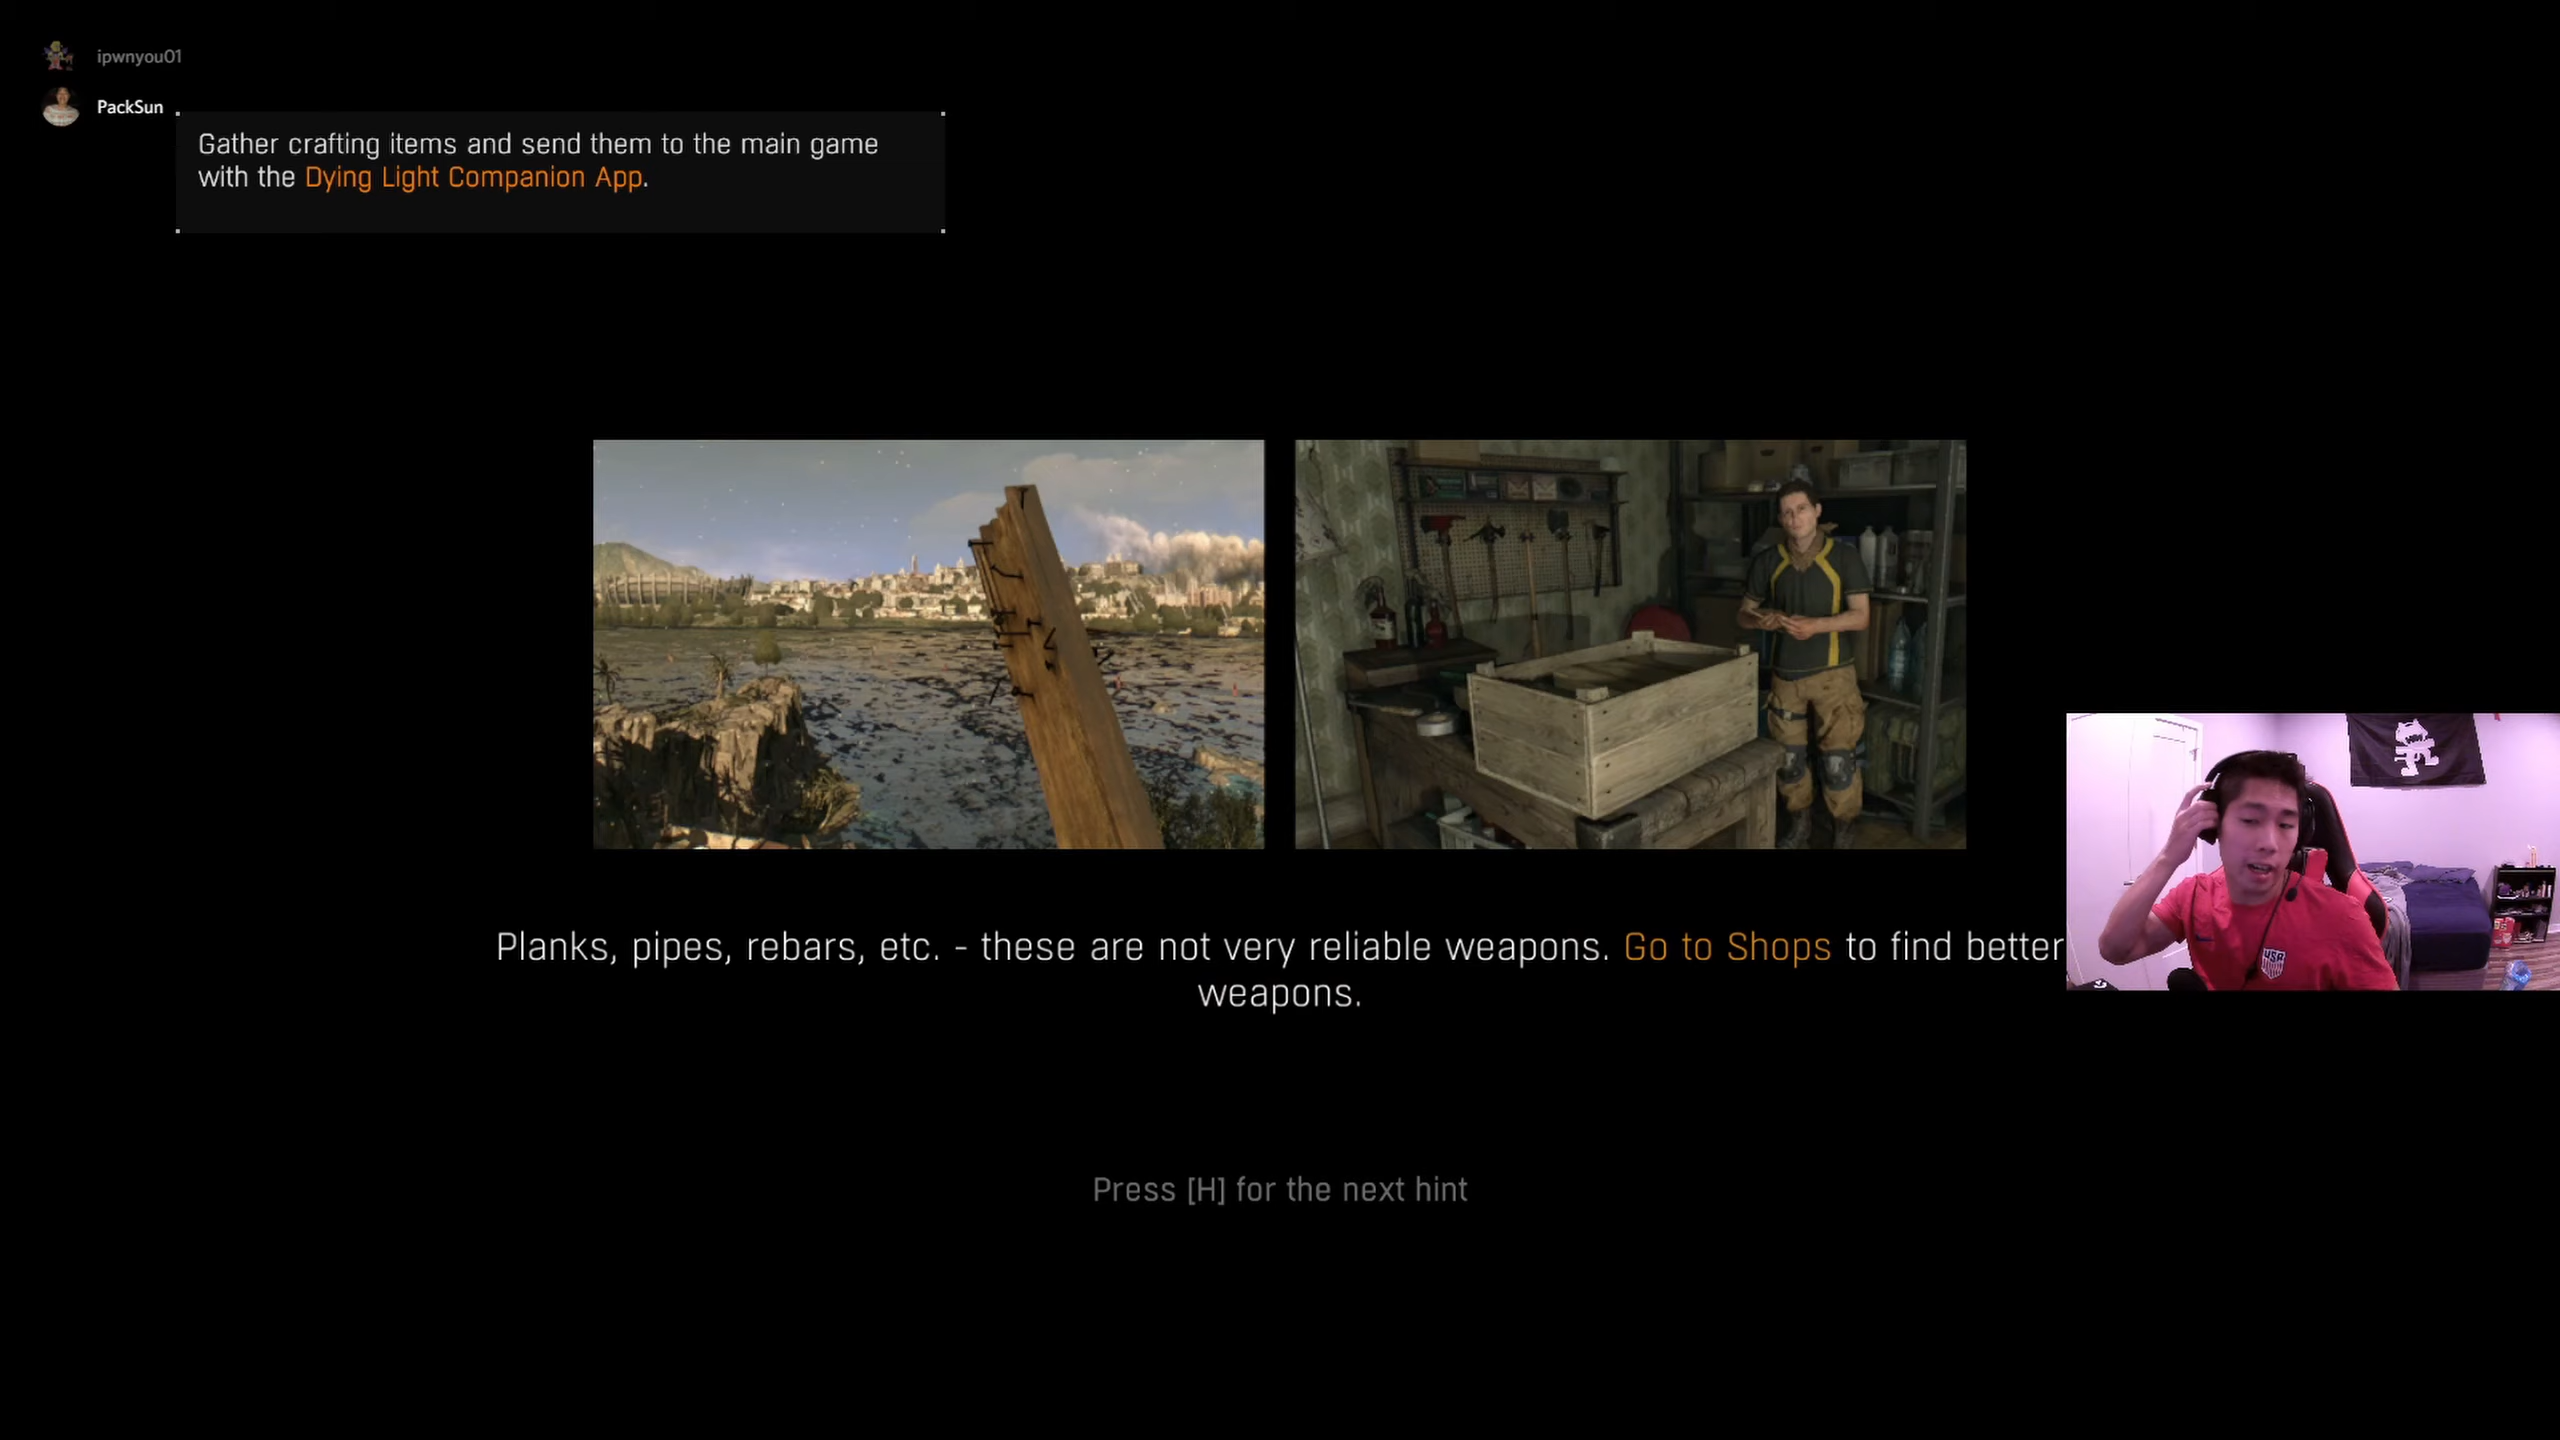 ipwnyou01
PackSun
Gather crafting items and send them to the main game
with the Dying Light Companion App.
Planks, pipes, rebars, etc. - these are not very reliable weapons. Go to Shops to find better
weapons.
USA
Press [H] for the next hint